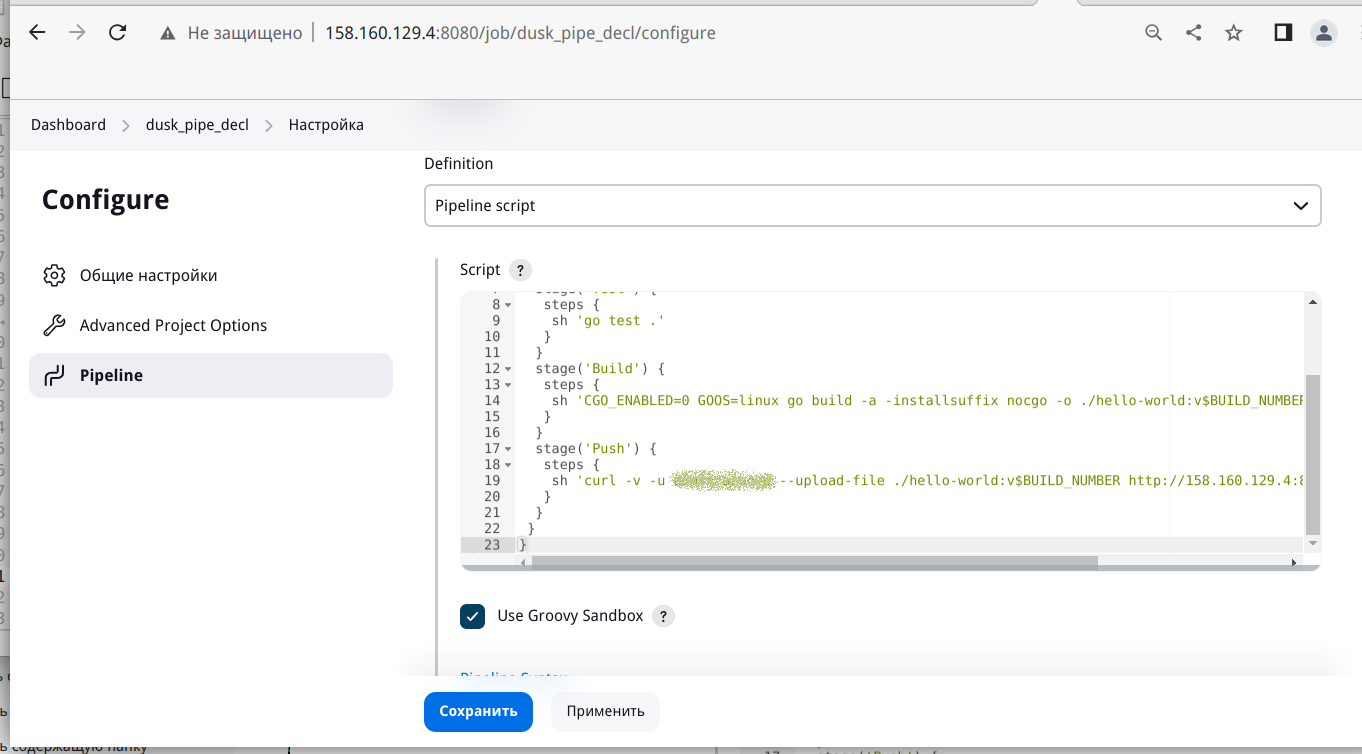 Не защищено 158.160.129.4:8080/job/dusk_pipe_decl/configure
Dashboard dusk_pipe_decl Настройка
Configure
Общие настройки
Advanced Project Options
Pipeline
Definition
Pipeline script
Script ?
8 steps {
9 sh 'go test .'
10 }
11 }
12 stage('Build') {
13 steps {
14 sh 'CGO_ENABLED=0 GOOS=linux go build -a -installsuffix nocgo -o ./hello-world:v$BUILD_NUMBER
15 }
16 }
17 stage('Push') {
18 steps {
19 sh 'curl -v -u --upload-file ./hello-world:v$BUILD_NUMBER http://158.160.129.4:8
20 }
21 }
22 }
23 }
Use Groovy Sandbox ?
Pipeline Syntax
Сохранить Применить